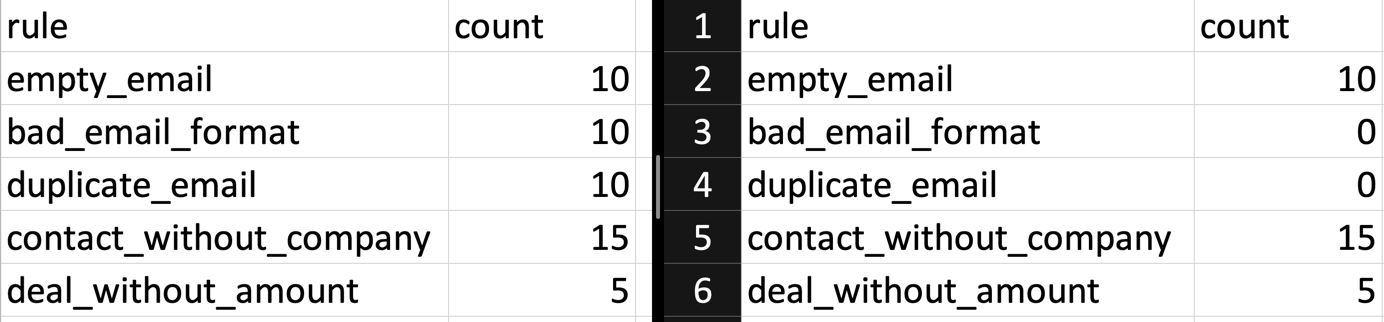 rule count 1 rule count
empty_email 10 2 empty_email 10
bad_email_format 10 3 bad_email_format 0
duplicate_email 10 4 duplicate_email 0
contact_without_company 15 5 contact_without_company 15
deal_without_amount 5 6 deal_without_amount 5